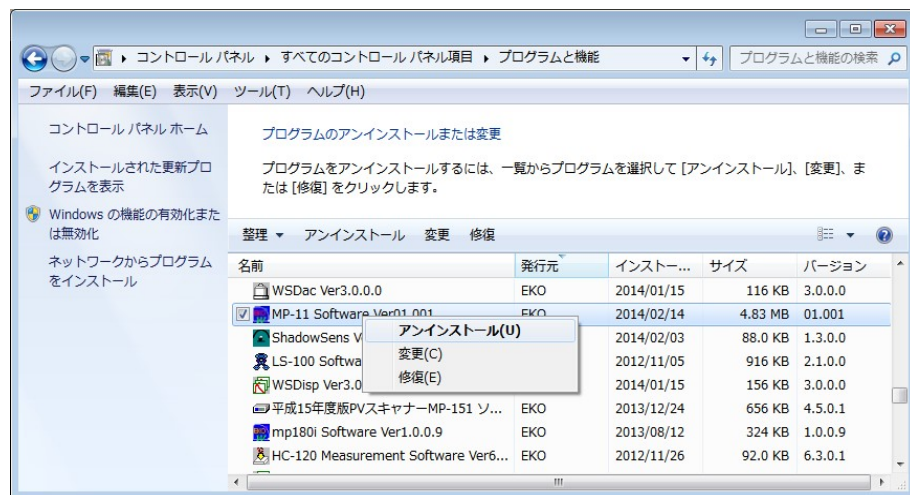 コントロール パネル ▸ すべてのコントロール パネル項目 ▸ プログラムと機能
プログラムと機能の検索
ファイル(F) 編集(E) 表示(V) ツール(T) ヘルプ(H)
コントロール パネル ホーム
インストールされた更新プロ
グラムを表示
Windows の機能の有効化また
は無効化
ネットワークからプログラム
をインストール
プログラムのアンインストールまたは変更
プログラムをアンインストールするには、一覧からプログラムを選択して [アンインストール]、[変更]、ま
たは [修復] をクリックします。
整理 アンインストール 変更 修復
名前 発行元 インストー... サイズ バージョン
WSDac Ver3.0.0.0 EKO 2014/01/15 116 KB 3.0.0.0
MP-11 Software Ver01.001 EKO 2014/02/14 4.83 MB 01.001
ShadowSens V 2014/02/03 88.0 KB 1.3.0.0
LS-100 Softwa 2012/11/05 916 KB 2.1.0.0
WSDisp Ver3.0 2014/01/15 156 KB 3.0.0.0
アンインストール(U)
変更(C)
修復(E)
平成15年度版PVスキャナーMP-151 ソ... EKO 2013/12/24 656 KB 4.5.0.1
mp180i Software Ver1.0.0.9 EKO 2013/08/12 324 KB 1.0.0.9
HC-120 Measurement Software Ver6... EKO 2012/11/26 92.0 KB 6.3.0.1